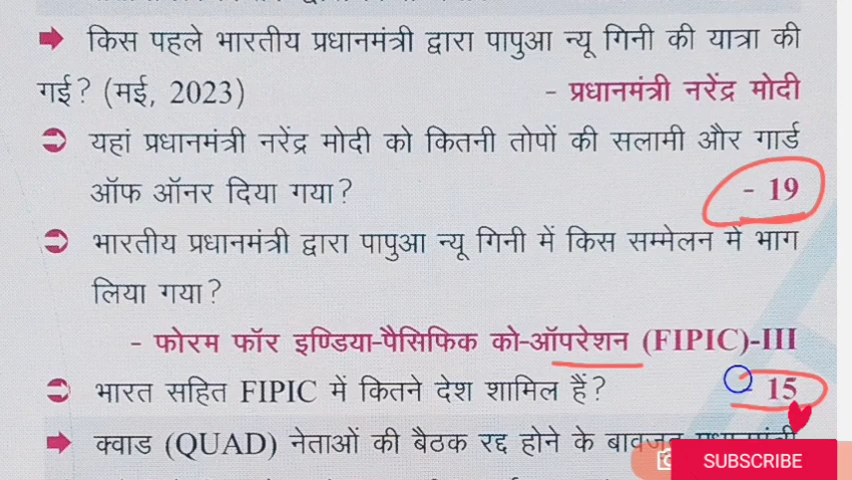 ➡ किस पहले भारतीय प्रधानमंत्री द्वारा पापुआ न्यू गिनी की यात्रा की
गई? (मई, 2023) - प्रधानमंत्री नरेंद्र मोदी
➲ यहां प्रधानमंत्री नरेंद्र मोदी को कितनी तोपों की सलामी और गार्ड
ऑफ ऑनर दिया गया? - 19
➲ भारतीय प्रधानमंत्री द्वारा पापुआ न्यू गिनी में किस सम्मेलन में भाग
लिया गया?
- फोरम फॉर इण्डिया-पैसिफिक को-ऑपरेशन (FIPIC)-III
➲ भारत सहित FIPIC में कितने देश शामिल हैं? 15
➡ क्वाड (QUAD) नेताओं की बैठक रद्द होने के बावजूद प्रधानमंत्री
SUBSCRIBE